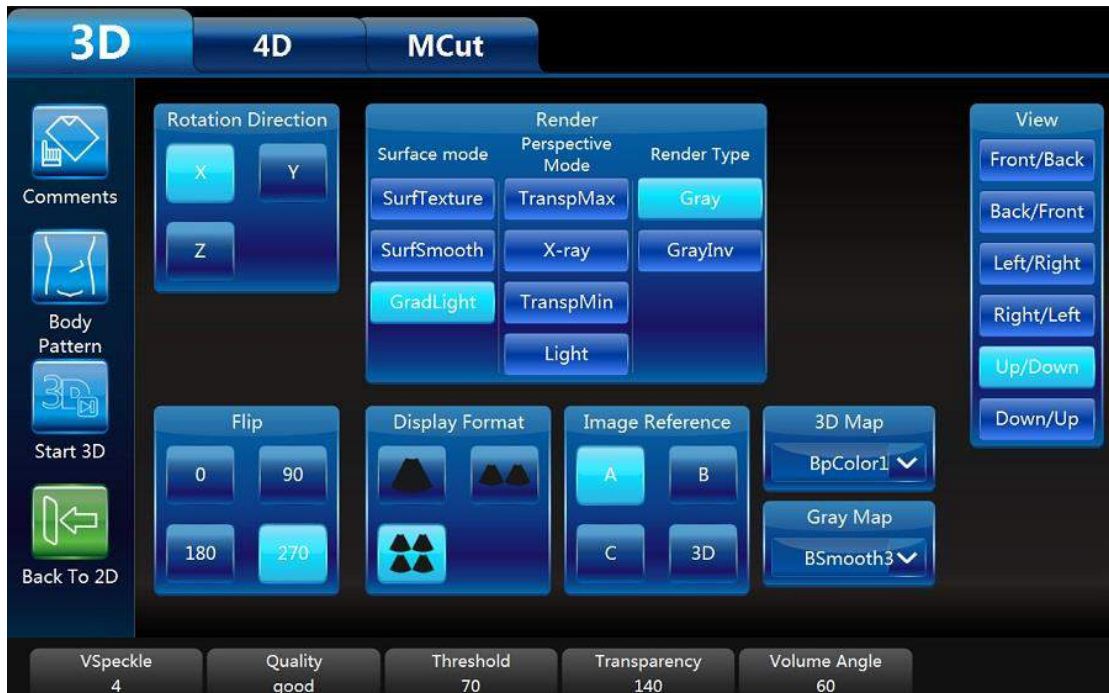 3D
4D
MCut
Comments
Body
Pattern
Start 3D
Back To 2D
Rotation Direction
X
Y
Z
Render
Surface mode
Perspective
Mode
Render Type
SurfTexture
TranspMax
Gray
SurfSmooth
X-ray
GrayInv
GradLight
TranspMin
Light
View
Front/Back
Back/Front
Left/Right
Right/Left
Up/Down
Down/Up
Flip
0
90
180
270
Display Format
Image Reference
A
B
C
3D
3D Map
BpColor1
Gray Map
BSmooth3
VSpeckle
4
Quality
good
Threshold
70
Transparency
140
Volume Angle
60